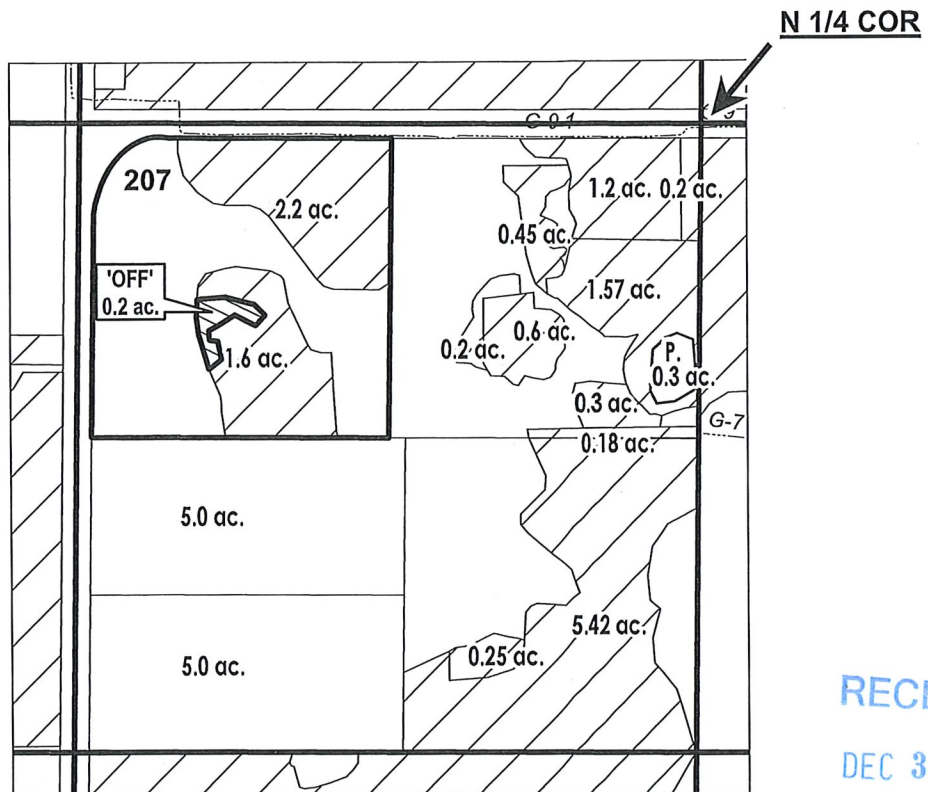 N 1/4 COR
207
2.2 ac.
1.2 ac.
0.2 ac.
0.45 ac.
'OFF'
0.2 ac.
1.57 ac.
1.6 ac.
0.2 ac.
0.6 ac.
P.
0.3 ac.
0.3 ac.
G-7
0.18 ac.
5.0 ac.
5.42 ac.
0.25 ac.
5.0 ac.
DEC 3